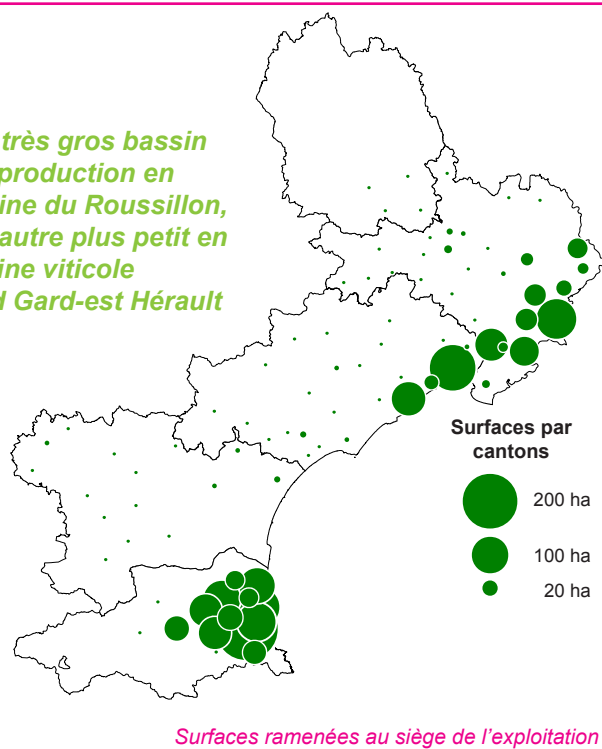 très gros bassin
production en
ine du Roussillon,
autre plus petit en
ine viticole
Gard-est Hérault
Surfaces par
cantons
200 ha
100 ha
20 ha
Surfaces ramenées au siège de l'exploitation